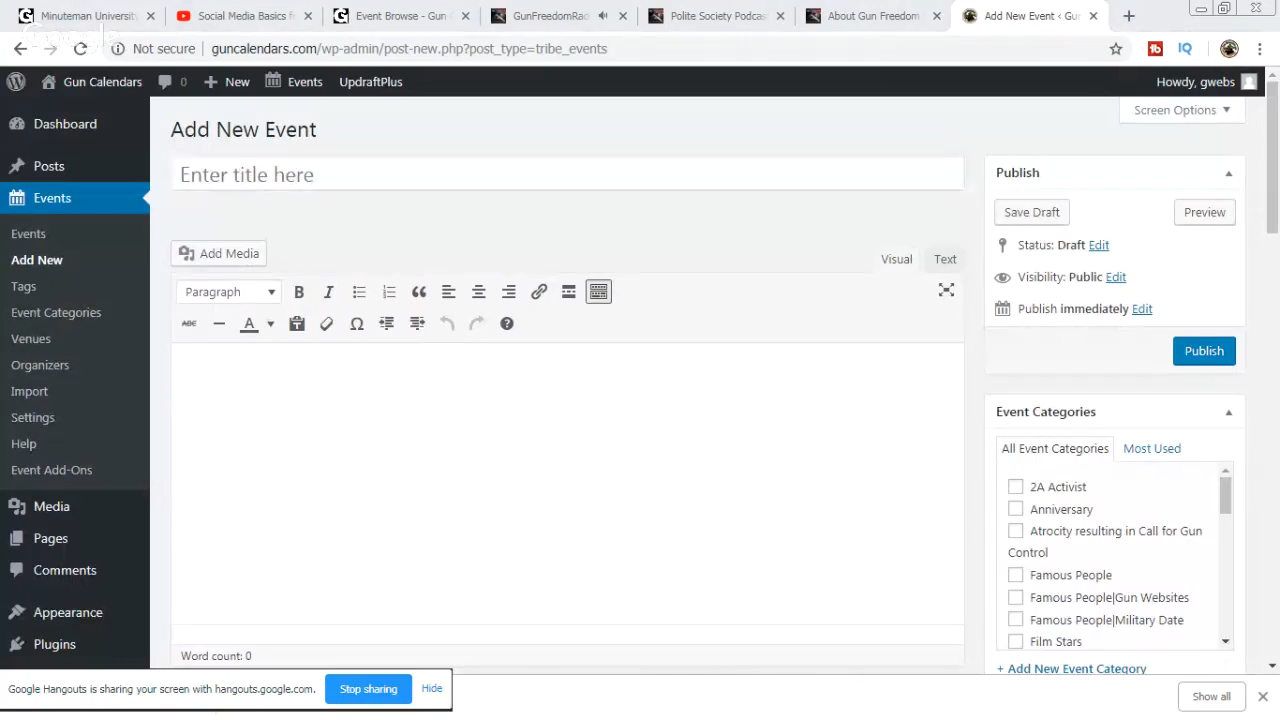 Minuteman University
Social Media Basics f
Event Browse - Gun
GunFreedomRad
Polite Society Podcas
About Gun Freedom
Add New Event ‹ Gu
Not secure
guncalendars.com/wp-admin/post-new.php?post_type=tribe_events
Gun Calendars
0
New
Events
UpdraftPlus
Howdy, gwebs
Dashboard
Posts
Events
Events
Add New
Tags
Event Categories
Venues
Organizers
Import
Settings
Help
Event Add-Ons
Media
Pages
Comments
Appearance
Plugins
Screen Options
Add New Event
Enter title here
Add Media
Visual
Text
Paragraph
B
I
ABC
A
Ω
Word count: 0
Publish
Save Draft
Preview
Status: Draft Edit
Visibility: Public Edit
Publish immediately Edit
Publish
Event Categories
All Event Categories
Most Used
2A Activist
Anniversary
Atrocity resulting in Call for Gun
Control
Famous People
Famous People|Gun Websites
Famous People|Military Date
Film Stars
+ Add New Event Category
Google Hangouts is sharing your screen with hangouts.google.com.
Stop sharing
Hide
Show all